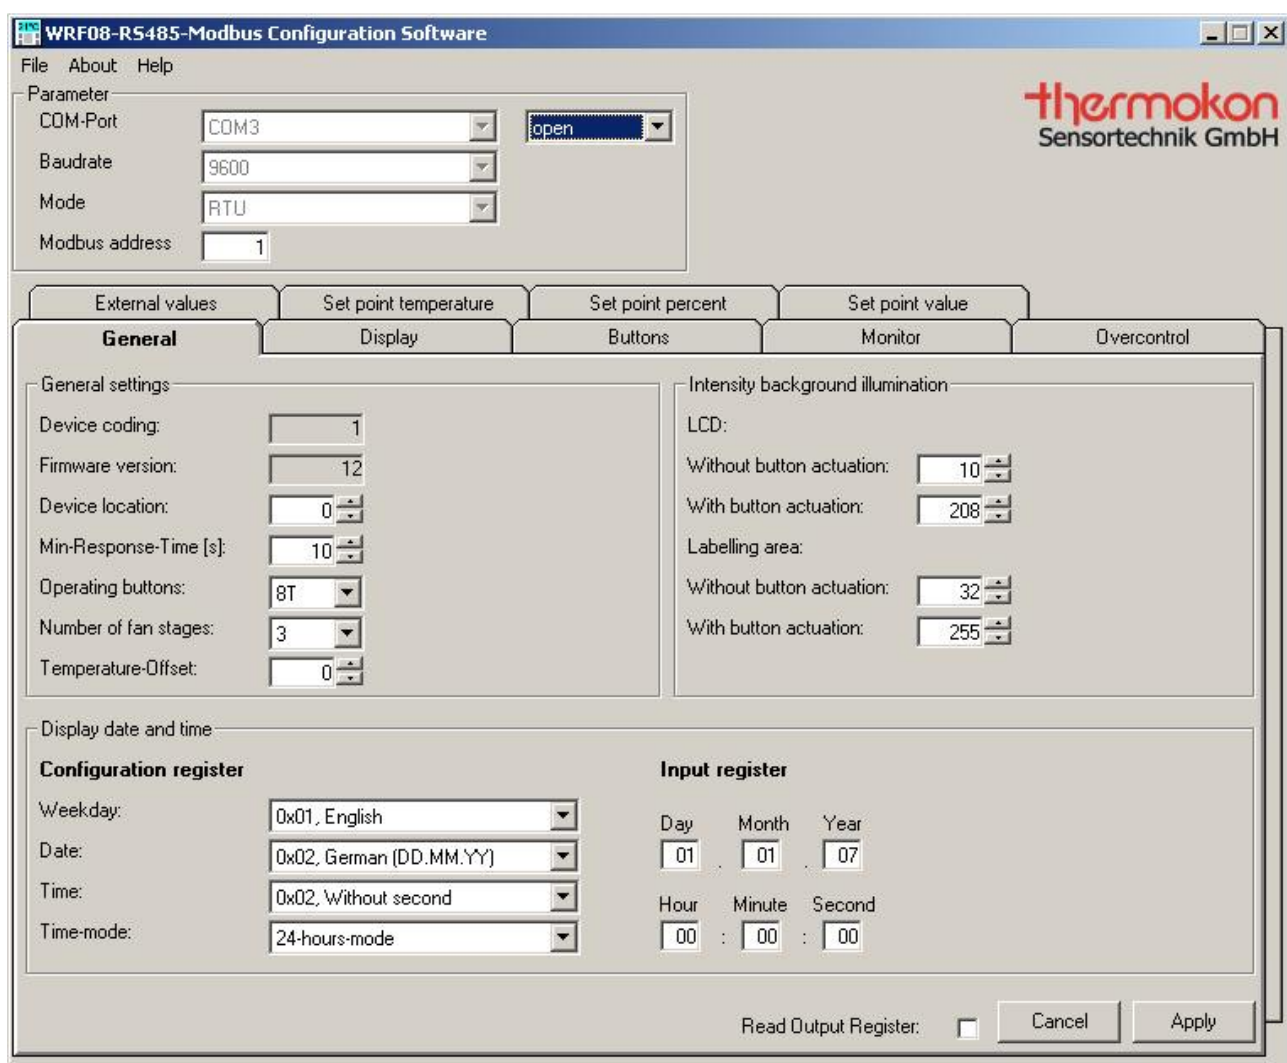 WRF08-RS485-Modbus Configuration Software
File About Help
thermokon
Sensortechnik GmbH
Parameter
COM-Port COM3 open
Baudrate 9600
Mode RTU
Modbus address 1
External values Set point temperature Set point percent Set point value
General Display Buttons Monitor Overcontrol
General settings
Device coding: 1
Firmware version: 12
Device location: 0
Min-Response-Time [s]: 10
Operating buttons: 8T
Number of fan stages: 3
Temperature-Offset: 0
Intensity background illumination
LCD:
Without button actuation: 10
With button actuation: 208
Labelling area:
Without button actuation: 32
With button actuation: 255
Display date and time
Configuration register
Weekday: 0x01, English
Date: 0x02, German (DD.MM.YY)
Time: 0x02, Without second
Time-mode: 24-hours-mode
Input register
Day Month Year
01 . 01 . 07
Hour Minute Second
00 : 00 : 00
Read Output Register: Cancel Apply